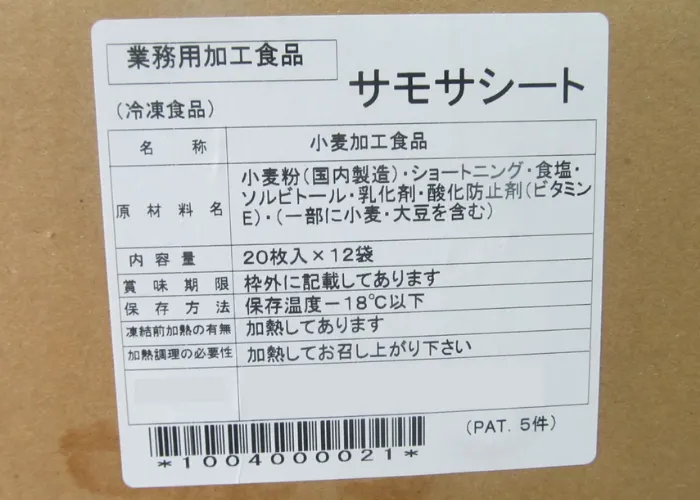 業務用加工食品
サモサシート
(冷凍食品)
名称 小麦加工食品
原材料名 小麦粉(国内製造)・ショートニング・食塩・
ソルビトール・乳化剤・酸化防止剤(ビタミン
E)・(一部に小麦・大豆を含む)
内容量 20枚入×12袋
賞味期限 枠外に記載してあります
保存方法 保存温度-18℃以下
凍結前加熱の有無 加熱してあります
加熱調理の必要性 加熱してお召し上がり下さい
(PAT. 5件)
*1004000021*